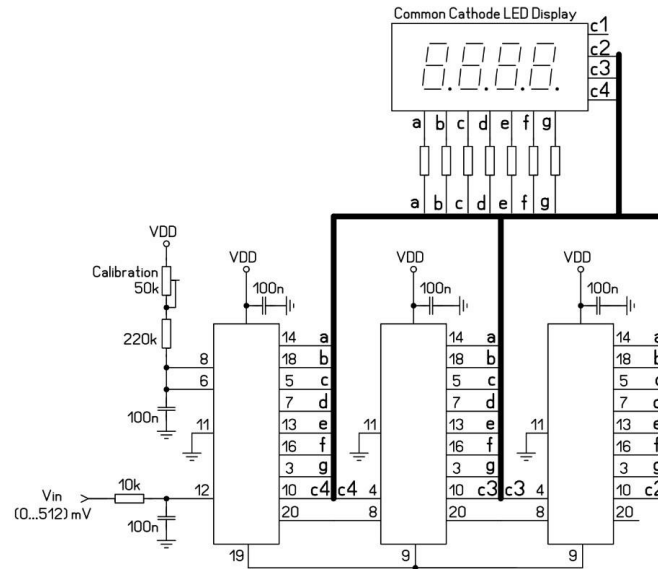 Common Cathode LED Display
c1
c2
c3
c4
a b c d e f g
a b c d e f g
VDD
Calibration
50k
220k
100n
VDD
100n
VDD
100n
VDD
100n
8
6
11
12
19
14 a
18 b
5 c
7 d
13 e
16 f
3 g
10 c4
20
c4 4
8
11
9
14 a
18 b
5 c
7 d
13 e
16 f
3 g
10 c3
20
c3 4
8
11
9
14 a
18 b
5 c
7
13 e
16 f
3 g
10 c2
20
Vin
(0...512) mV
10k
100n